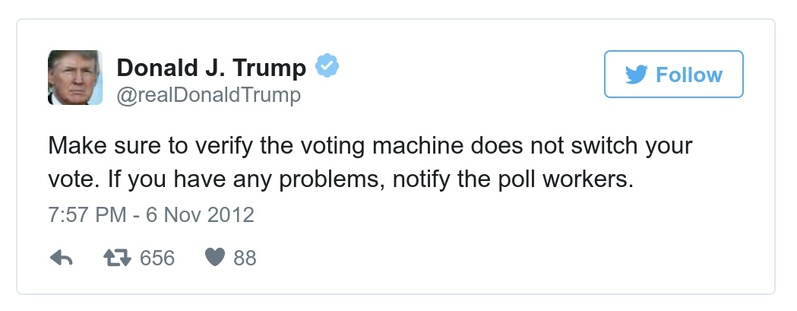 Donald J. Trump
@realDonaldTrump
Follow
Make sure to verify the voting machine does not switch your
vote. If you have any problems, notify the poll workers.
7:57 PM - 6 Nov 2012
656 88